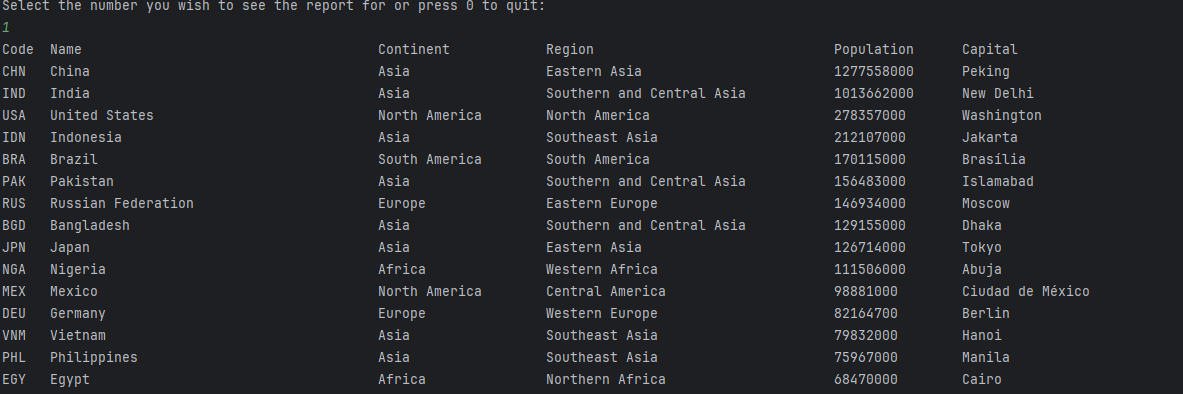 Select the number you wish to see the report for or press 0 to quit:
1
Code Name Continent Region Population Capital
CHN China Asia Eastern Asia 1277558000 Peking
IND India Asia Southern and Central Asia 1013662000 New Delhi
USA United States North America North America 278357000 Washington
IDN Indonesia Asia Southeast Asia 212107000 Jakarta
BRA Brazil South America South America 170115000 Brasília
PAK Pakistan Asia Southern and Central Asia 156483000 Islamabad
RUS Russian Federation Europe Eastern Europe 146934000 Moscow
BGD Bangladesh Asia Southern and Central Asia 129155000 Dhaka
JPN Japan Asia Eastern Asia 126714000 Tokyo
NGA Nigeria Africa Western Africa 111506000 Abuja
MEX Mexico North America Central America 98881000 Ciudad de México
DEU Germany Europe Western Europe 82164700 Berlin
VNM Vietnam Asia Southeast Asia 79832000 Hanoi
PHL Philippines Asia Southeast Asia 75967000 Manila
EGY Egypt Africa Northern Africa 68470000 Cairo